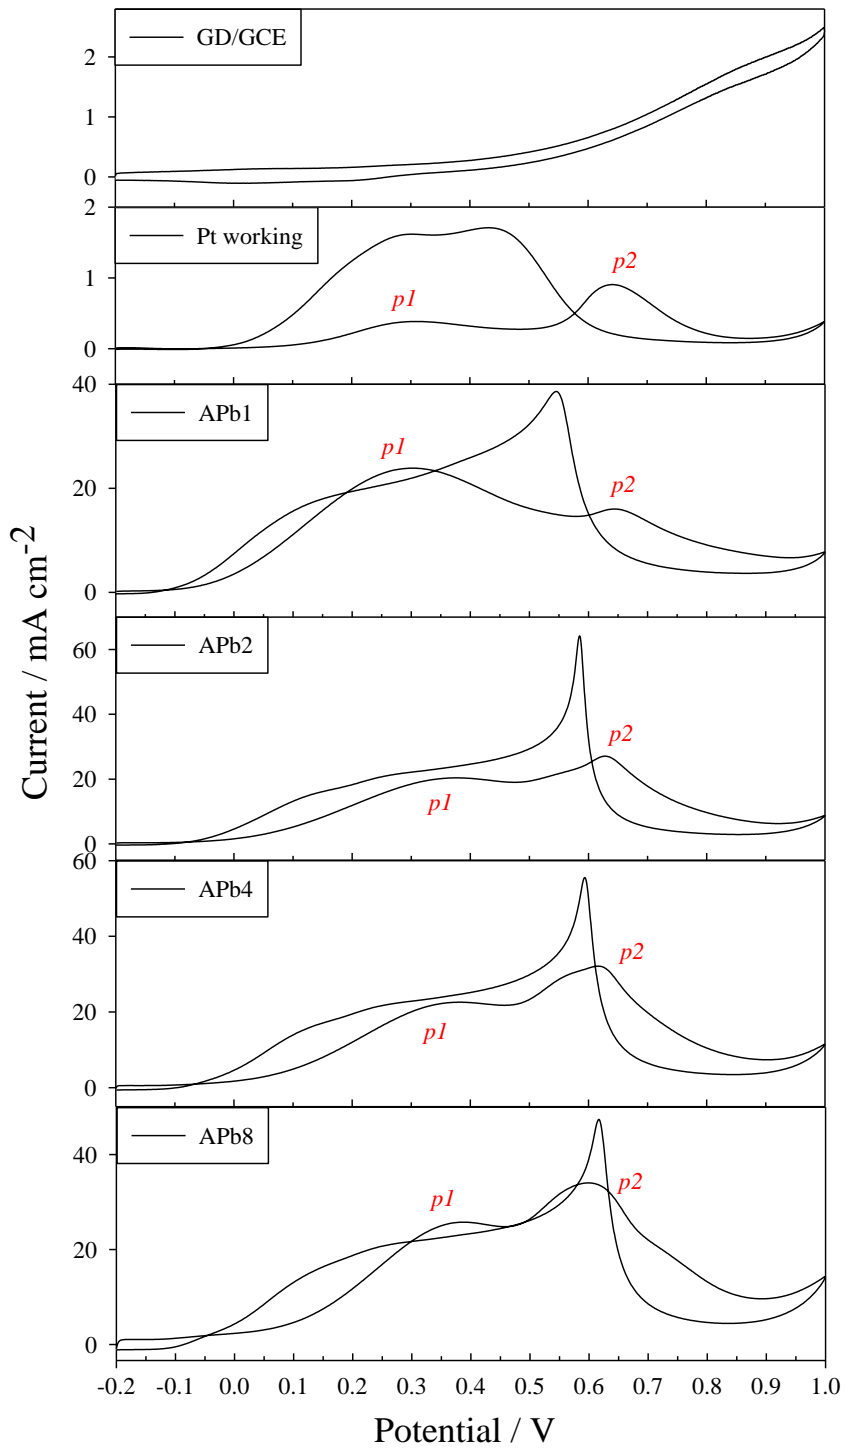 GD/GCE
2
1
0
Pt working
2
1
0
p1
p2
APb1
40
20
0
p1
p2
APb2
60
40
20
0
p1
p2
APb4
60
40
20
0
p1
p2
APb8
40
20
0
p1
p2
Current / mA cm-2
-0.2 -0.1 0.0 0.1 0.2 0.3 0.4 0.5 0.6 0.7 0.8 0.9 1.0
Potential / V